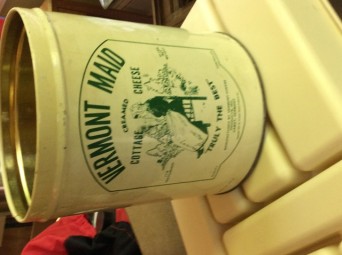 VERMONT MAID
CREAMED
COTTAGE CHEESE
TRULY THE BEST